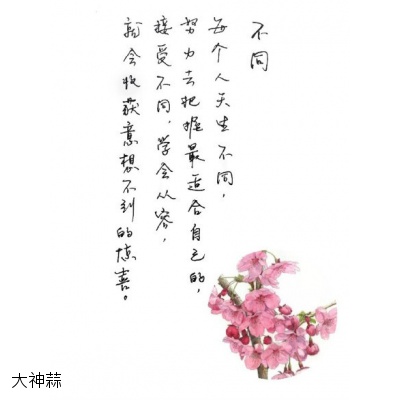 不同
每个人天生不同，
努力去把握最适合自己的，
接受不同，学会从容，
就会收获意想不到的惊喜。
大神蒜